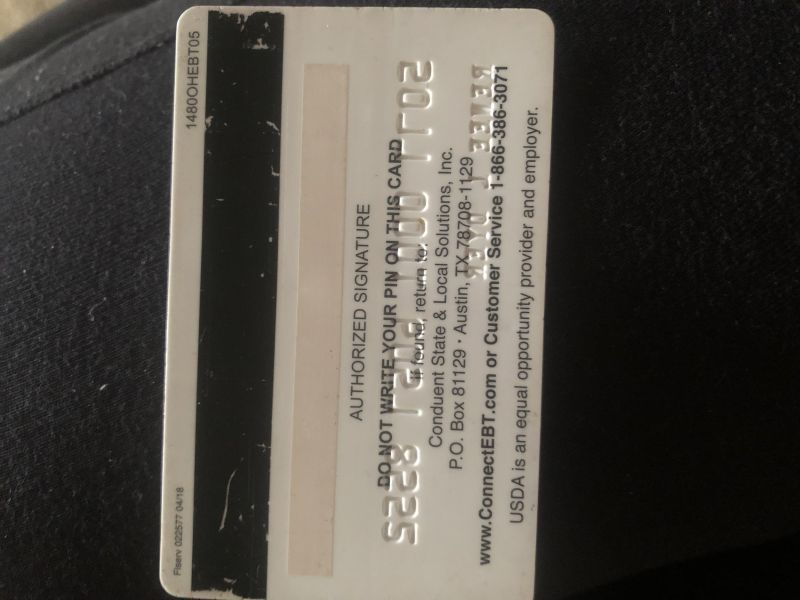 1480OHEBT05
Fiserv 022577 04/18
AUTHORIZED SIGNATURE
DO NOT WRITE YOUR PIN ON THIS CARD
If found, return to:
Conduent State & Local Solutions, Inc.
P.O. Box 81129 • Austin, TX 78708-1129
www.ConnectEBT.com or Customer Service 1-866-386-3071
USDA is an equal opportunity provider and employer.